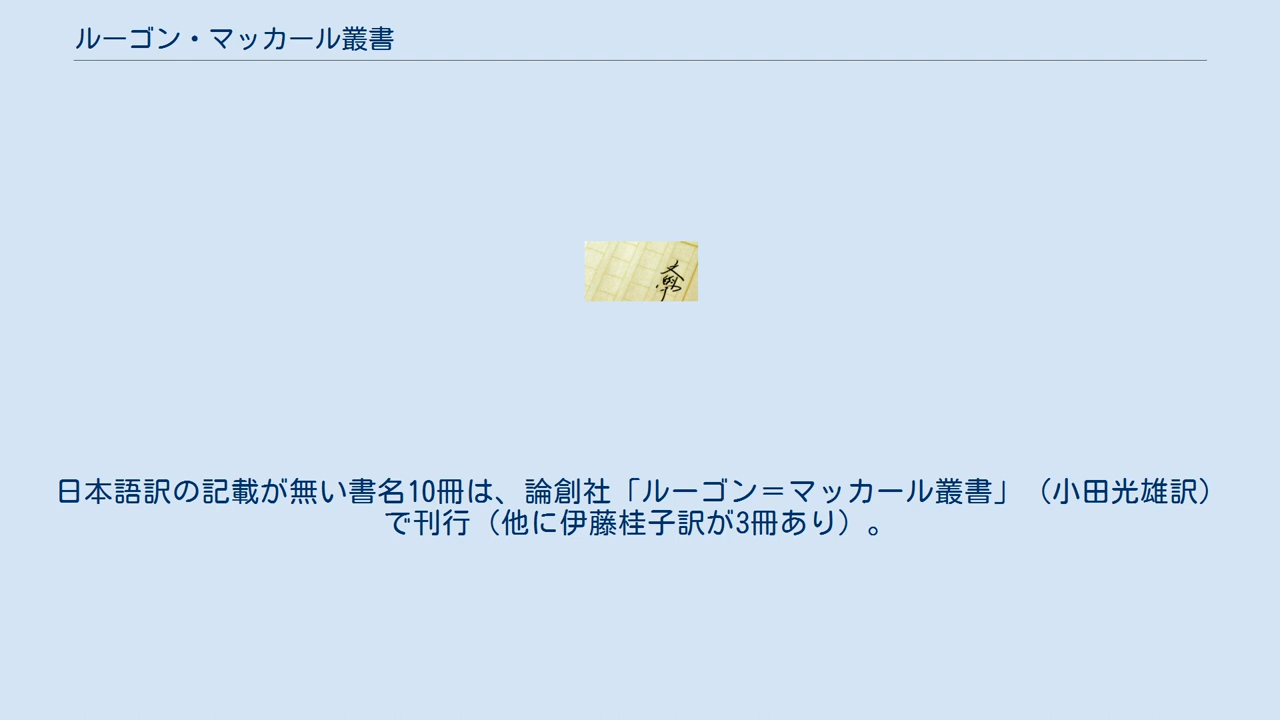 ルーゴン・マッカール叢書
日本語訳の記載が無い書名10冊は、論創社「ルーゴン＝マッカール叢書」（小田光雄訳）
で刊行（他に伊藤桂子訳が3冊あり）。